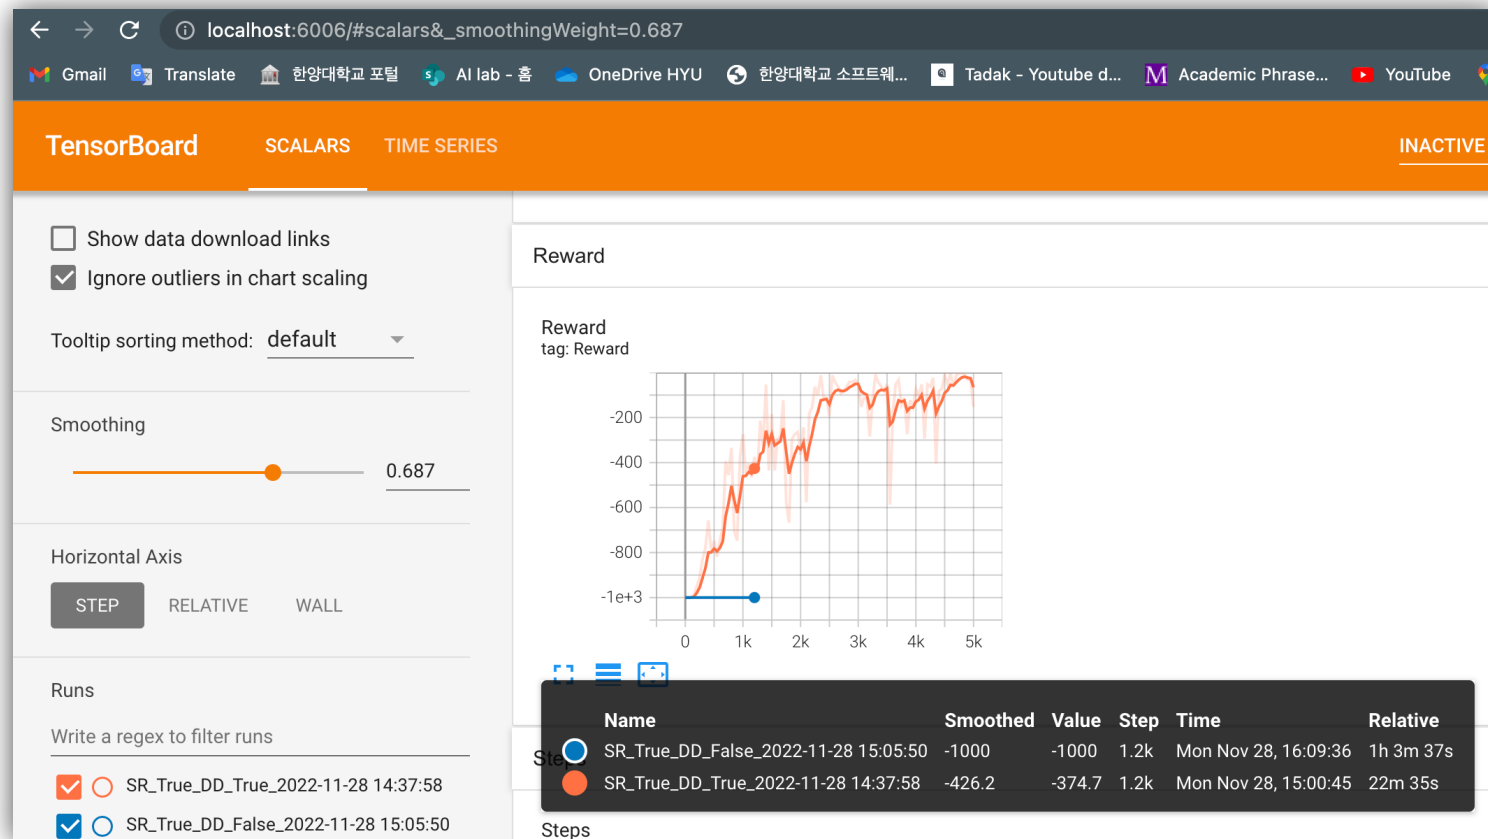 localhost:6006/#scalars&_smoothingWeight=0.687
Gmail Translate 한양대학교 포털 AI lab - 홈 OneDrive HYU 한양대학교 소프트웨... Tadak - Youtube d... Academic Phrase... YouTube
TensorBoard SCALARS TIME SERIES INACTIVE
Show data download links
Ignore outliers in chart scaling
Tooltip sorting method: default
Smoothing
0.687
Horizontal Axis
STEP RELATIVE WALL
Runs
Write a regex to filter runs
SR_True_DD_True_2022-11-28 14:37:58
SR_True_DD_False_2022-11-28 15:05:50
Reward
Reward
tag: Reward
-200
-400
-600
-800
-1e+3
0 1k 2k 3k 4k 5k
Name Smoothed Value Step Time Relative
SR_True_DD_False_2022-11-28 15:05:50 -1000 -1000 1.2k Mon Nov 28, 16:09:36 1h 3m 37s
SR_True_DD_True_2022-11-28 14:37:58 -426.2 -374.7 1.2k Mon Nov 28, 15:00:45 22m 35s
Steps
Steps